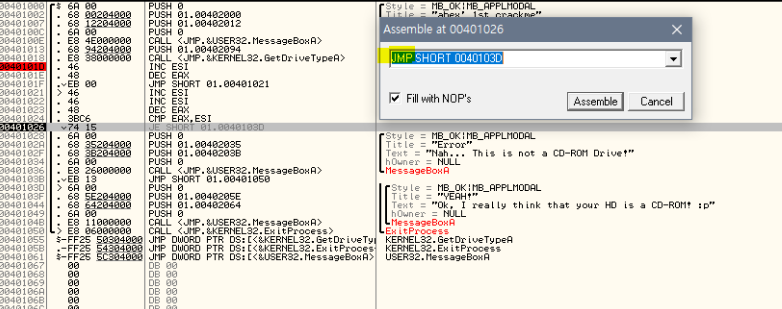 00401000 $ 6A 00 PUSH 0 Style = MB_OK|MB_APPLMODAL
00401002 . 68 00204000 PUSH 01.00402000 Title = "abex' 1st crackme"
00401007 . 68 12204000 PUSH 01.00402012
0040100C . 6A 00 PUSH 0
0040100E . E8 4E000000 CALL <JMP.&USER32.MessageBoxA>
00401013 . 68 94204000 PUSH 01.00402094
00401018 . E8 38000000 CALL <JMP.&KERNEL32.GetDriveTypeA>
0040101D . 46 INC ESI
0040101E . 48 DEC EAX
0040101F .vEB 00 JMP SHORT 01.00401021
00401021 > 46 INC ESI
00401022 . 46 INC ESI
00401023 . 48 DEC EAX
00401024 . 3BC6 CMP EAX,ESI
00401026 .v74 15 JE SHORT 01.0040103D
00401028 . 6A 00 PUSH 0 Style = MB_OK|MB_APPLMODAL
0040102A . 68 35204000 PUSH 01.00402035 Title = "Error"
0040102F . 68 3B204000 PUSH 01.0040203B Text = "Nah... This is not a CD-ROM Drive!"
00401034 . 6A 00 PUSH 0 hOwner = NULL
00401036 . E8 26000000 CALL <JMP.&USER32.MessageBoxA> MessageBoxA
0040103B .vEB 13 JMP SHORT 01.00401050
0040103D > 6A 00 PUSH 0 Style = MB_OK|MB_APPLMODAL
0040103F . 68 5E204000 PUSH 01.0040205E Title = "YEAH!"
00401044 . 68 64204000 PUSH 01.00402064 Text = "Ok, I really think that your HD is a CD-ROM! :p"
00401049 . 6A 00 PUSH 0 hOwner = NULL
0040104B . E8 11000000 CALL <JMP.&USER32.MessageBoxA> MessageBoxA
00401050 > E8 06000000 CALL <JMP.&KERNEL32.ExitProcess> ExitProcess
00401055 $-FF25 50304000 JMP DWORD PTR DS:[<&KERNEL32.GetDriveTyp KERNEL32.GetDriveTypeA
0040105B .-FF25 54304000 JMP DWORD PTR DS:[<&KERNEL32.ExitProces KERNEL32.ExitProcess
00401061 $-FF25 5C304000 JMP DWORD PTR DS:[<&USER32.MessageBoxA> USER32.MessageBoxA
00401067 00 DB 00
00401068 00 DB 00
00401069 00 DB 00
0040106A 00 DB 00
0040106B 00 DB 00
0040106C 00 DB 00
Assemble at 00401026
JMP SHORT 0040103D
Fill with NOP's
Assemble
Cancel